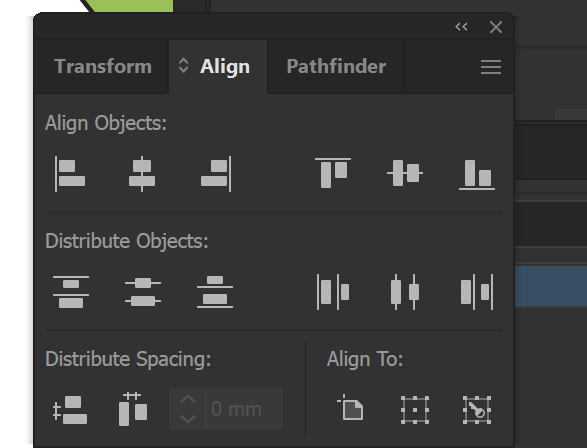 Transform Align Pathfinder
Align Objects:
Distribute Objects:
Distribute Spacing: Align To:
0 mm